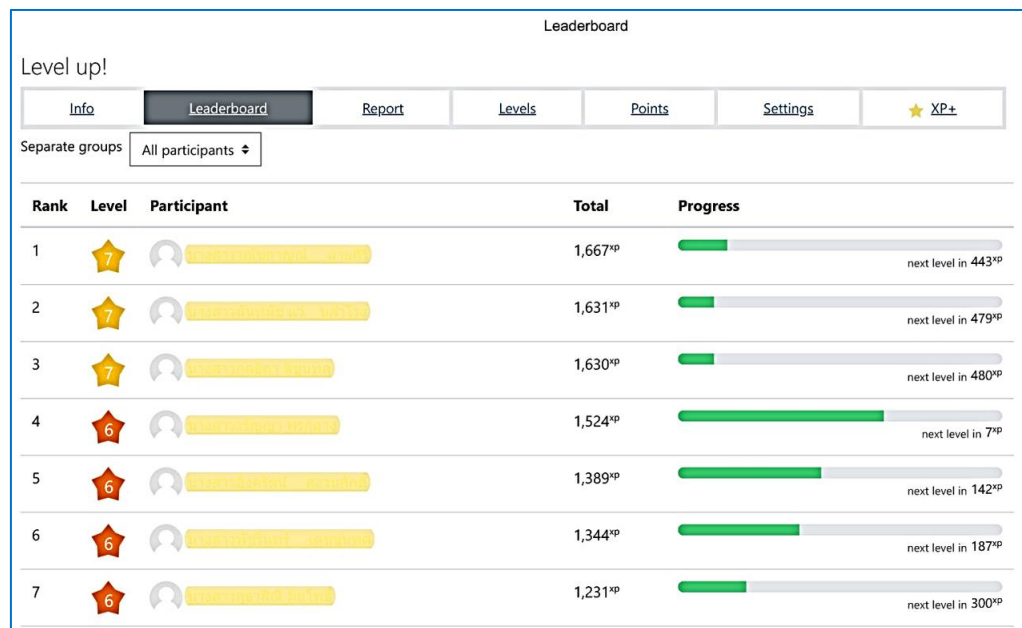 Leaderboard
Level up!
Info Leaderboard Report Levels Points Settings XP+
Separate groups All participants
Rank Level Participant Total Progress
1 7 1,667xp
next level in 443xp
2 7 1,631xp
next level in 479xp
3 7 1,630xp
next level in 480xp
4 6 1,524xp
next level in 7xp
5 6 1,389xp
next level in 142xp
6 6 1,344xp
next level in 187xp
7 6 1,231xp
next level in 300xp